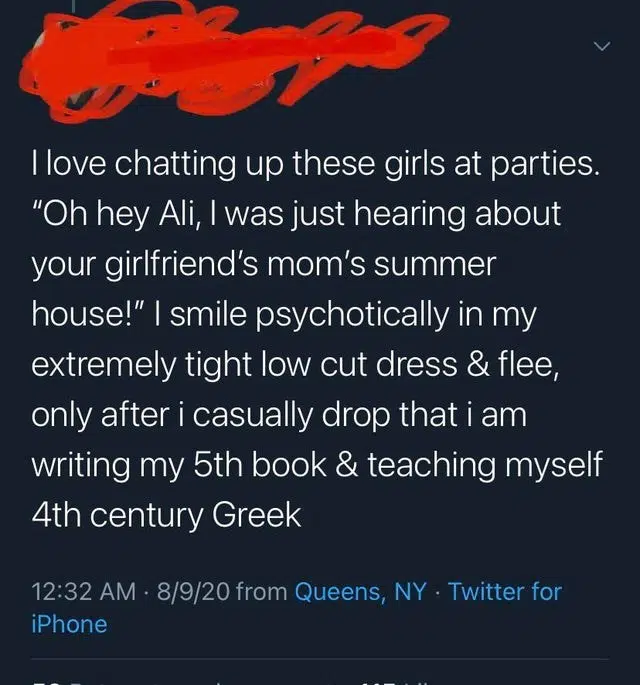 I love chatting up these girls at parties.
“Oh hey Ali, I was just hearing about
your girlfriend’s mom’s summer
house!” I smile psychotically in my
extremely tight low cut dress & flee,
only after i casually drop that i am
writing my 5th book & teaching myself
4th century Greek
12:32 AM · 8/9/20 from Queens, NY · Twitter for
iPhone